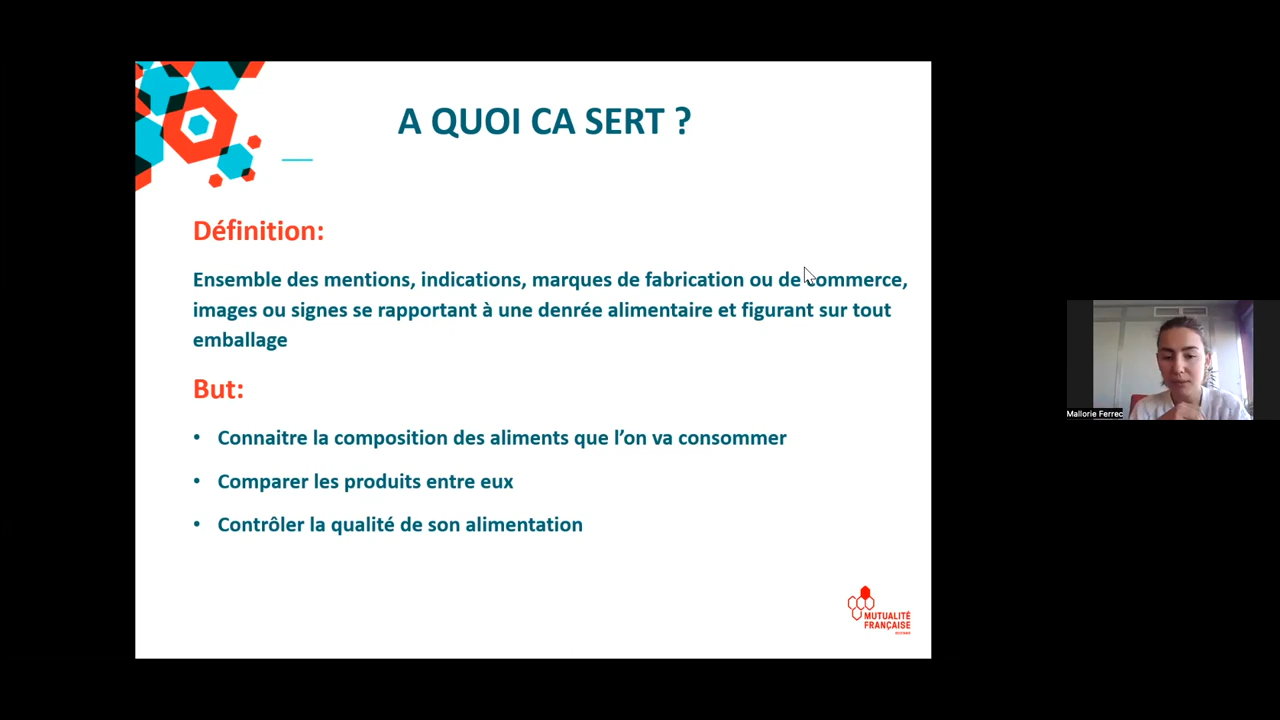 A QUOI CA SERT ?
Définition:
Ensemble des mentions, indications, marques de fabrication ou de commerce,
images ou signes se rapportant à une denrée alimentaire et figurant sur tout
emballage
But:
• Connaitre la composition des aliments que l’on va consommer
• Comparer les produits entre eux
• Contrôler la qualité de son alimentation
Mallorie Ferrec
MUTUALITÉ
FRANÇAISE